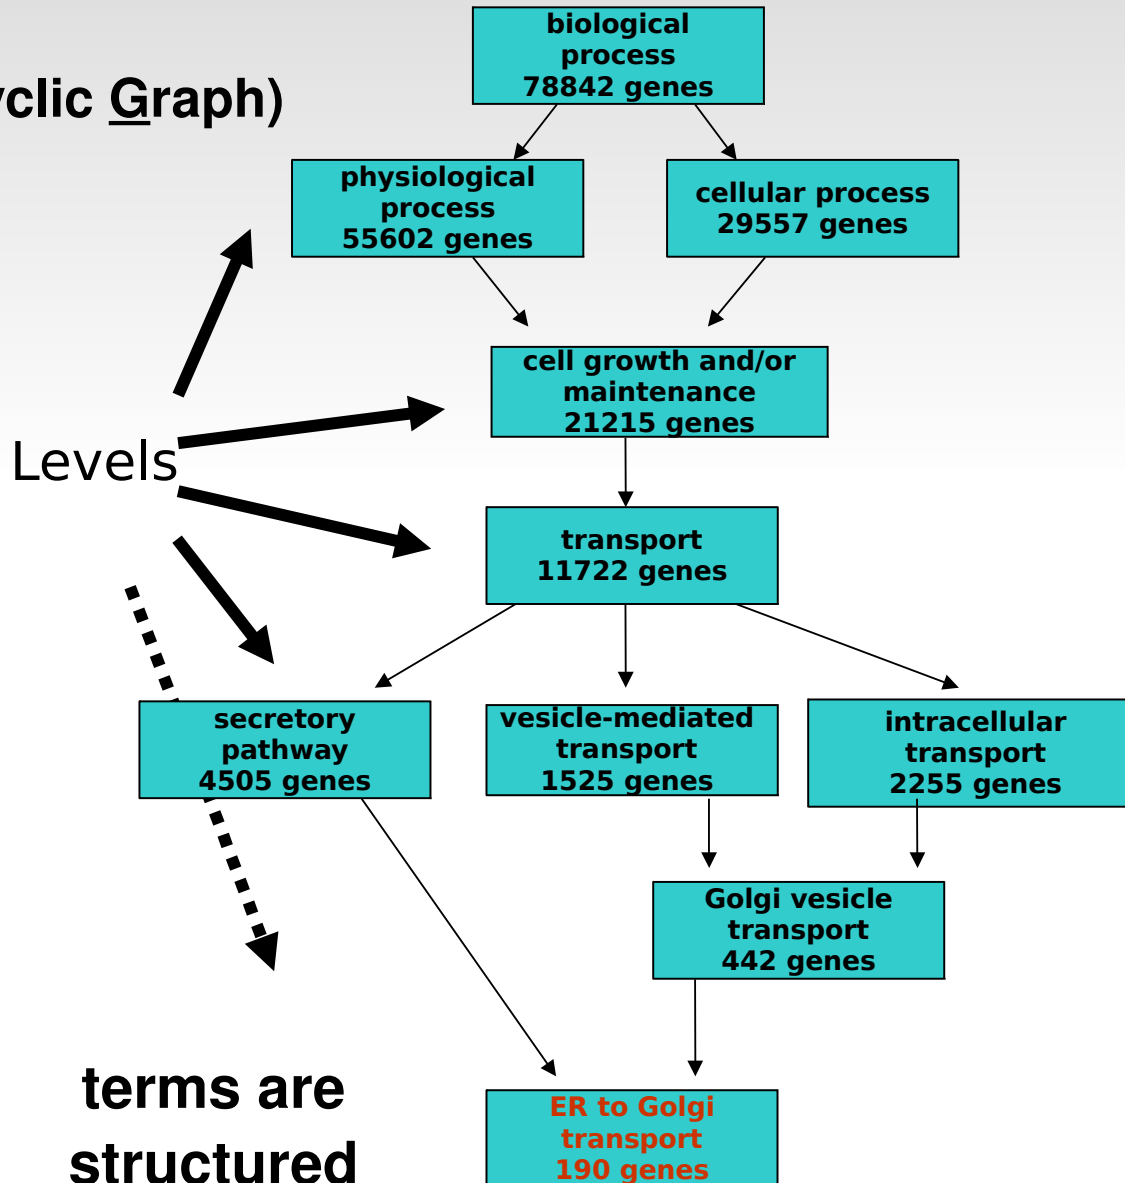 biological
process
78842 genes
yclic Graph)
physiological
process
55602 genes
cellular process
29557 genes
cell growth and/or
maintenance
21215 genes
Levels
transport
11722 genes
secretory
pathway
4505 genes
vesicle-mediated
transport
1525 genes
intracellular
transport
2255 genes
Golgi vesicle
transport
442 genes
terms are
structured
ER to Golgi
transport
190 genes